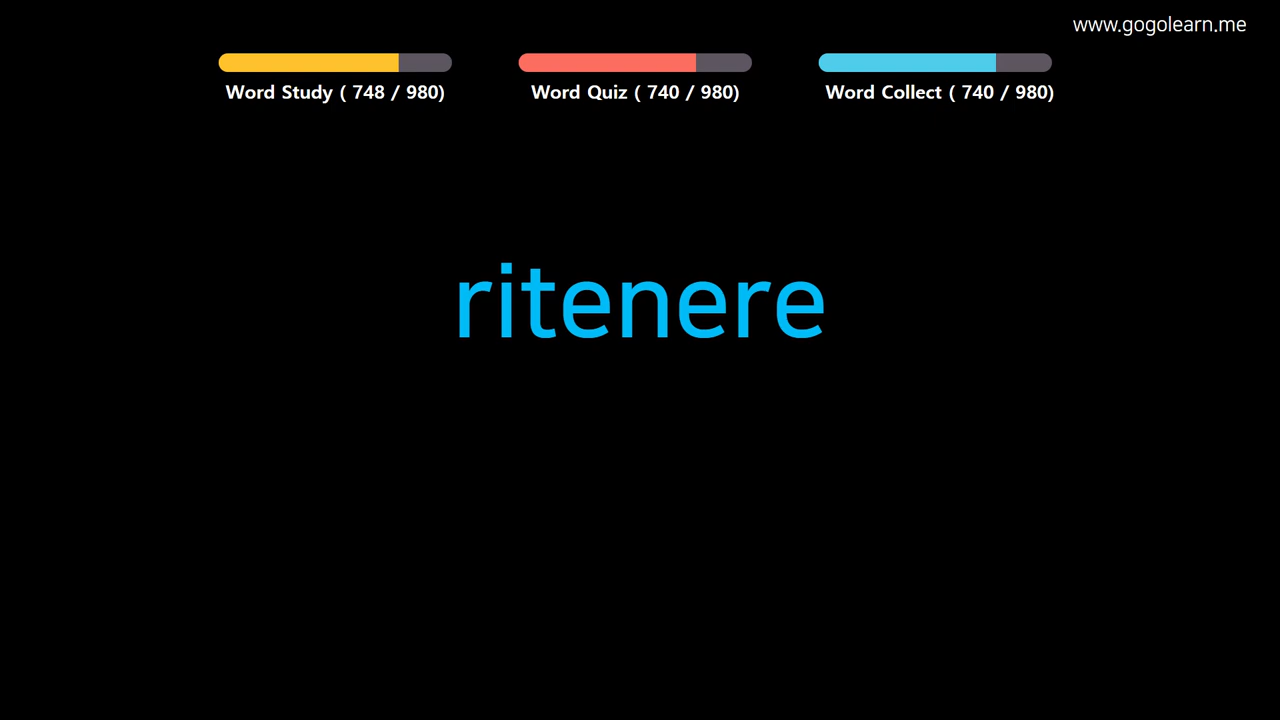 www.gogolearn.me
Word Study ( 748 / 980)
Word Quiz ( 740 / 980)
Word Collect ( 740 / 980)
ritenere